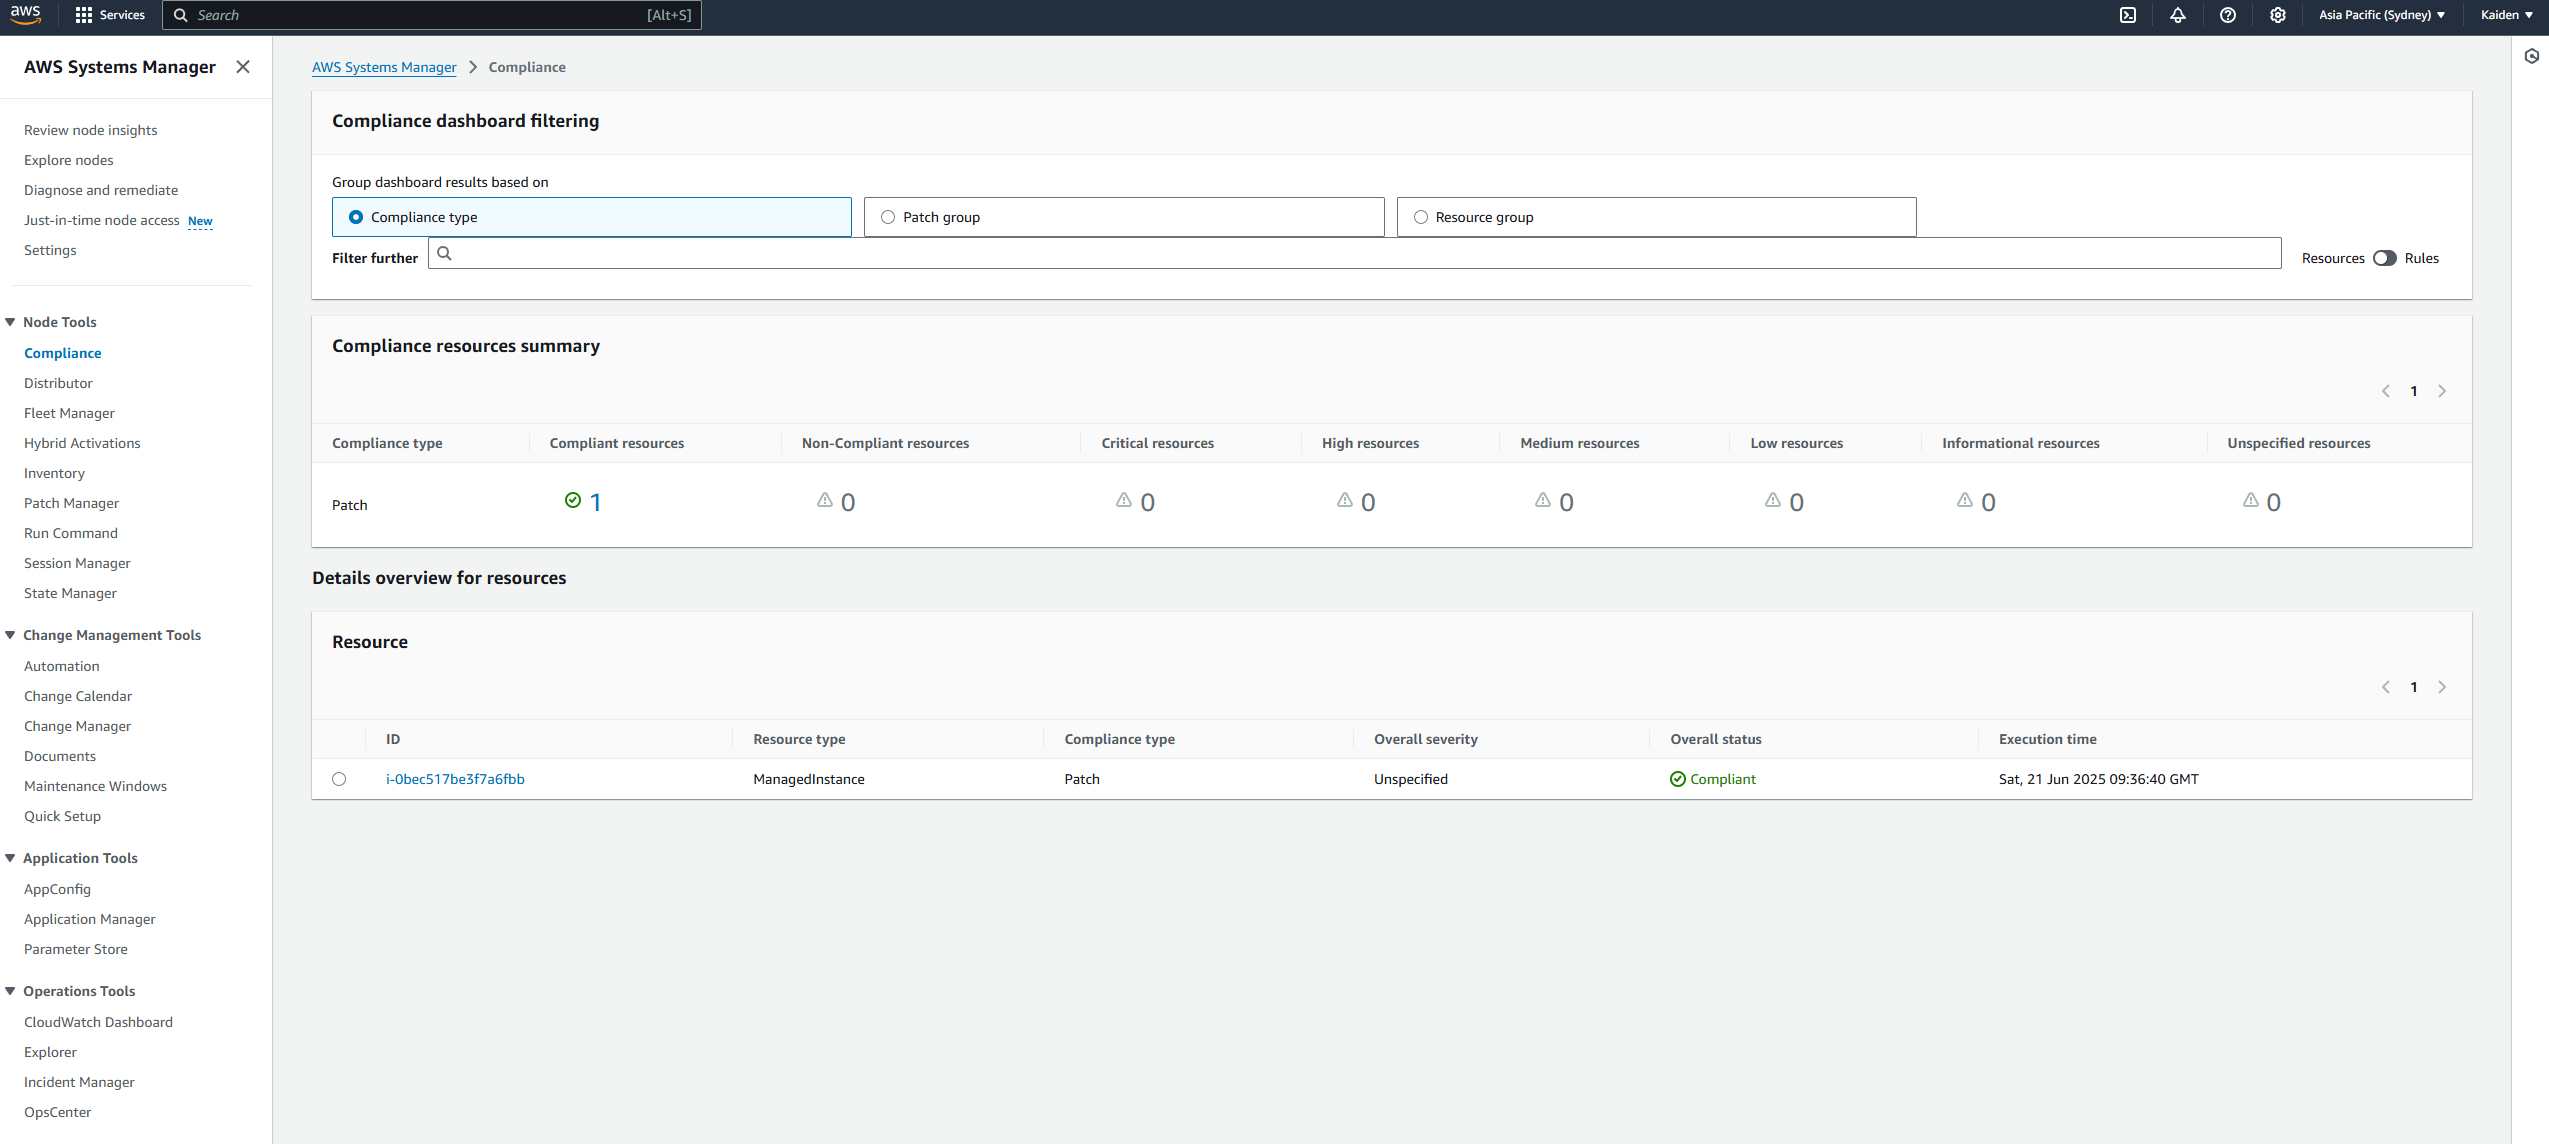 aws Services Search [Alt+S] Asia Pacific (Sydney) Kaiden
AWS Systems Manager
Review node insights
Explore nodes
Diagnose and remediate
Just-in-time node access New
Settings
Node Tools
Compliance
Distributor
Fleet Manager
Hybrid Activations
Inventory
Patch Manager
Run Command
Session Manager
State Manager
Change Management Tools
Automation
Change Calendar
Change Manager
Documents
Maintenance Windows
Quick Setup
Application Tools
AppConfig
Application Manager
Parameter Store
Operations Tools
CloudWatch Dashboard
Explorer
Incident Manager
OpsCenter
AWS Systems Manager Compliance
Compliance dashboard filtering
Group dashboard results based on
Compliance type Patch group Resource group
Filter further Resources Rules
Compliance resources summary
1
Compliance type Compliant resources Non-Compliant resources Critical resources High resources Medium resources Low resources Informational resources Unspecified resources
Patch 1 0 0 0 0 0 0 0
Details overview for resources
Resource
1
ID Resource type Compliance type Overall severity Overall status Execution time
i-0bec517be3f7a6fbb ManagedInstance Patch Unspecified Compliant Sat, 21 Jun 2025 09:36:40 GMT